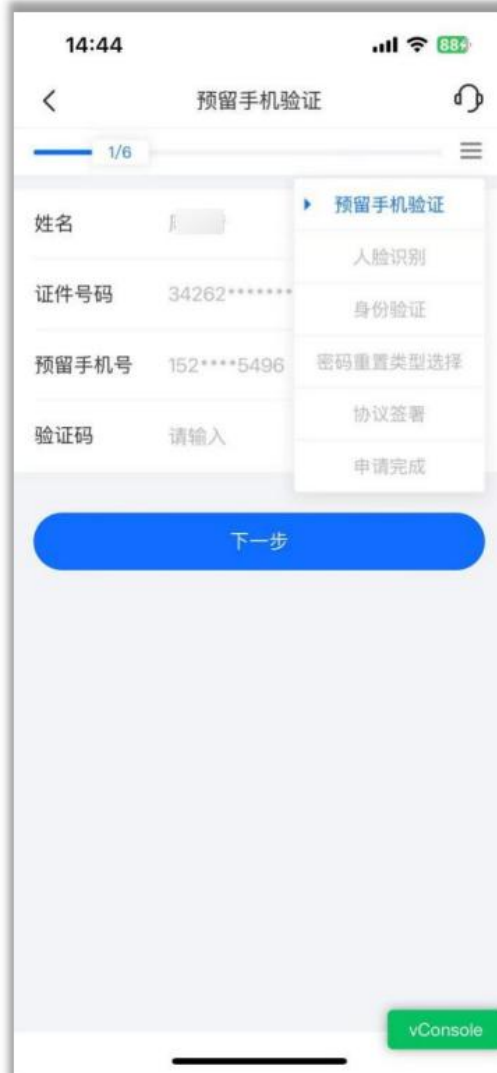 14:44
88
预留手机验证
1/6
预留手机验证
姓名
人脸识别
证件号码 34262*******
身份验证
预留手机号 152****5496
密码重置类型选择
协议签署
验证码 请输入
申请完成
下一步
vConsole